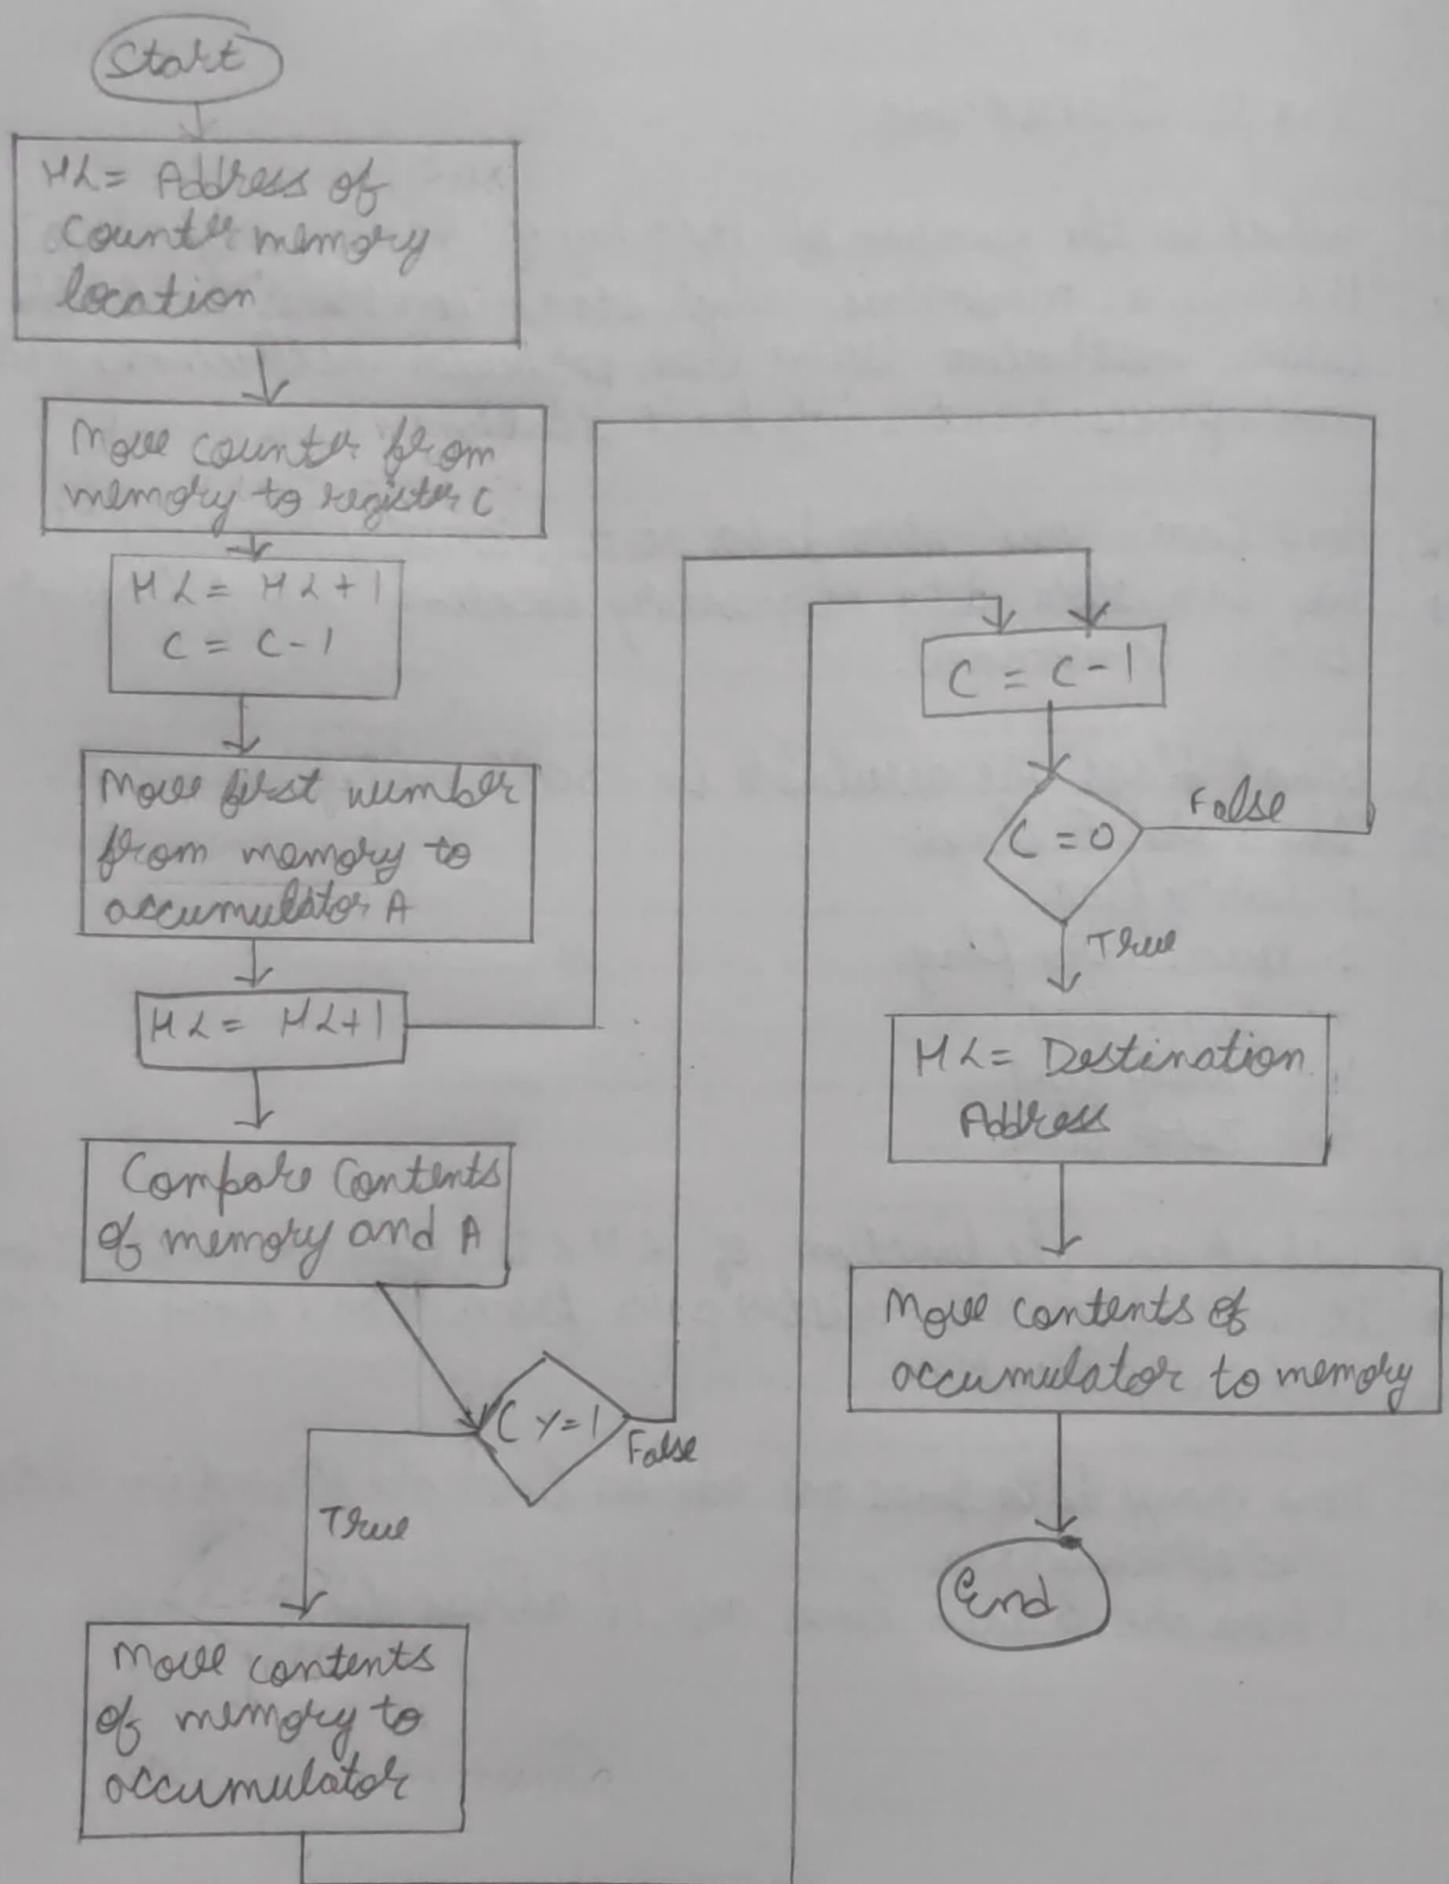 Start
HL = Address of
counter memory
location
Move counter from
memory to register C
HL = HL + 1
C = C - 1
Move first number
from memory to
accumulator A
HL = HL+1
Compare Contents
of memory and A
CY=1
False
True
Move contents
of memory to
accumulator
C = C - 1
C = 0
False
True
HL = Destination
Address
Move contents of
accumulator to memory
End